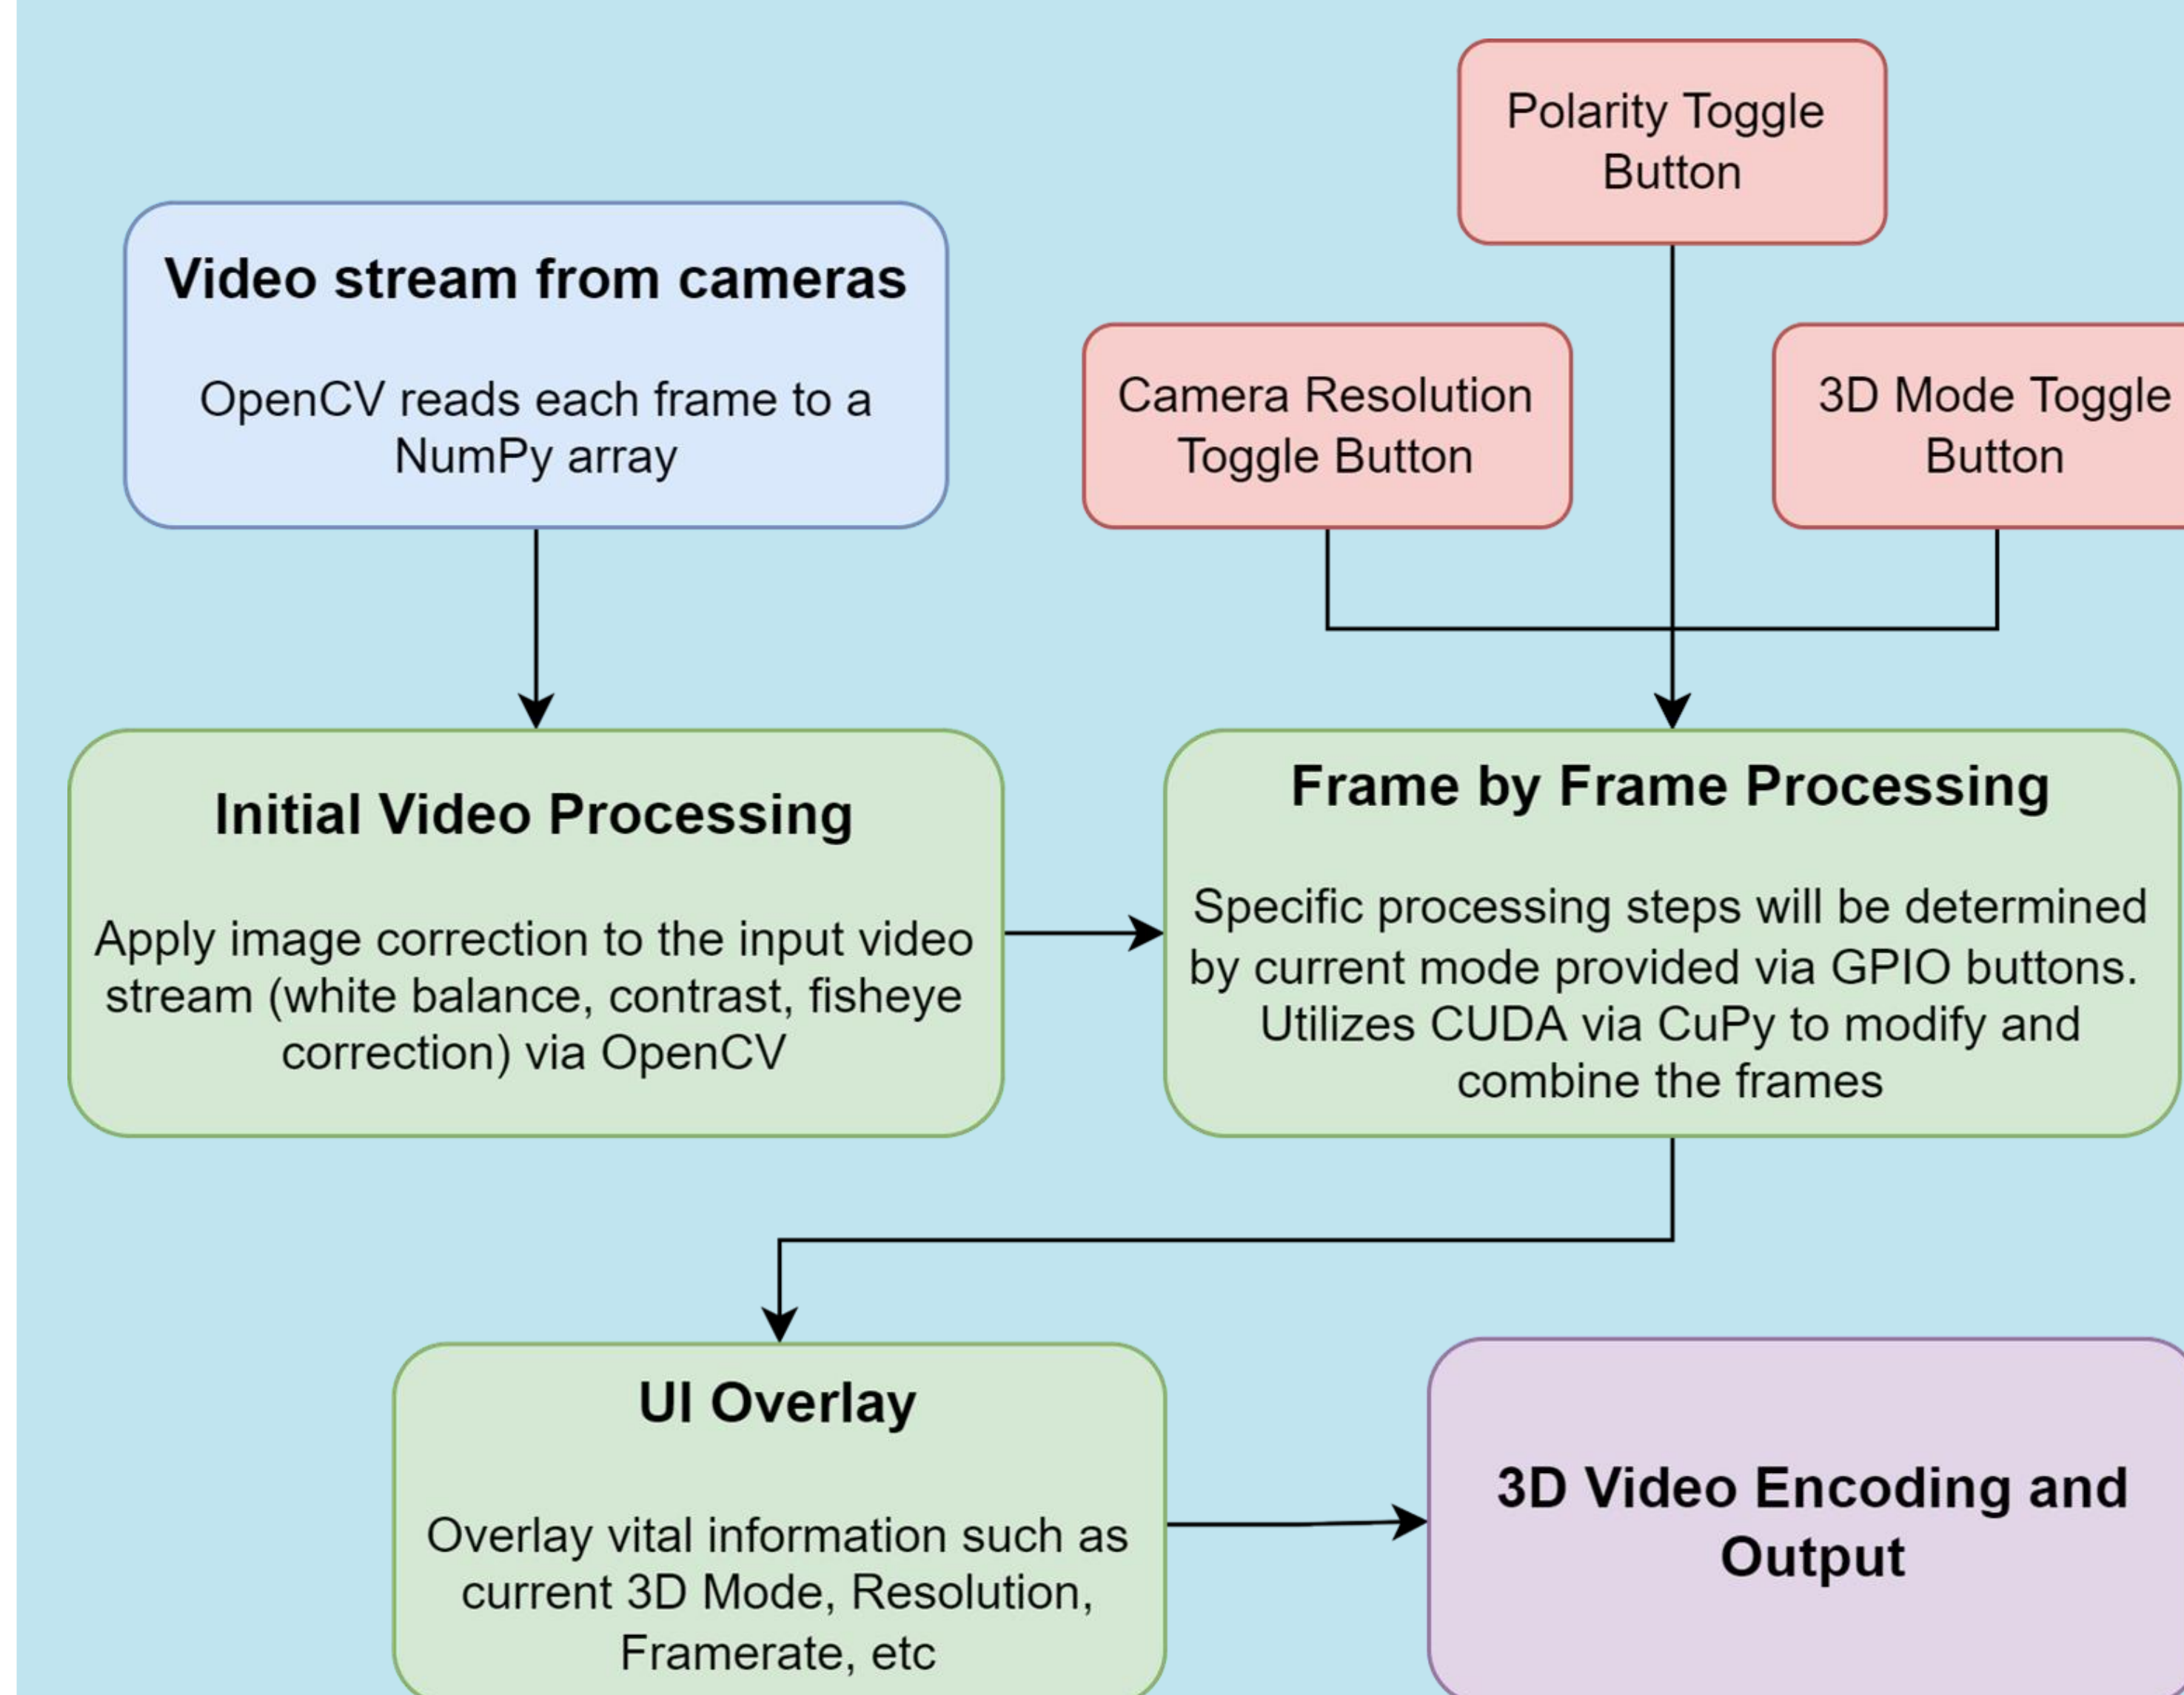 Polarity Toggle
Button
Video stream from cameras
OpenCV reads each frame to a
NumPy array
Camera Resolution
Toggle Button
3D Mode Toggle
Button
Initial Video Processing
Apply image correction to the input video
stream (white balance, contrast, fisheye
correction) via OpenCV
Frame by Frame Processing
Specific processing steps will be determined
by current mode provided via GPIO buttons.
Utilizes CUDA via CuPy to modify and
combine the frames
UI Overlay
Overlay vital information such as
current 3D Mode, Resolution,
Framerate, etc
3D Video Encoding and
Output